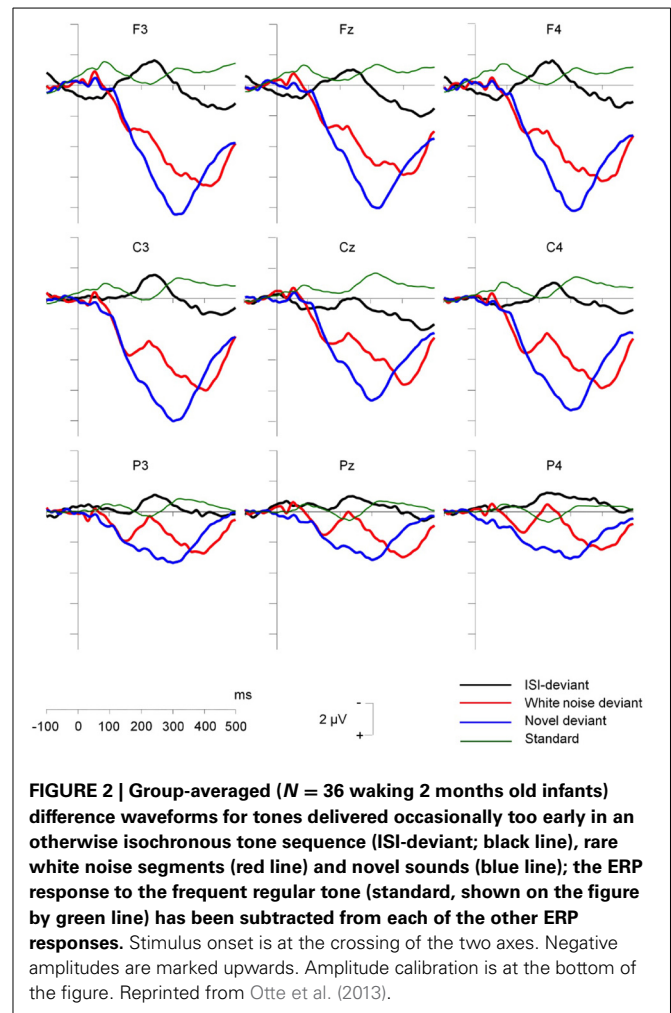 F3 Fz F4
C3 Cz C4
P3 Pz P4
ms
-100 0 100 200 300 400 500
-
2 µV
+
ISI-deviant
White noise deviant
Novel deviant
Standard
FIGURE 2 | Group-averaged (N = 36 waking 2 months old infants)
difference waveforms for tones delivered occasionally too early in an
otherwise isochronous tone sequence (ISI-deviant; black line), rare
white noise segments (red line) and novel sounds (blue line); the ERP
response to the frequent regular tone (standard, shown on the figure
by green line) has been subtracted from each of the other ERP
responses. Stimulus onset is at the crossing of the two axes. Negative
amplitudes are marked upwards. Amplitude calibration is at the bottom of
the figure. Reprinted from Otte et al. (2013).